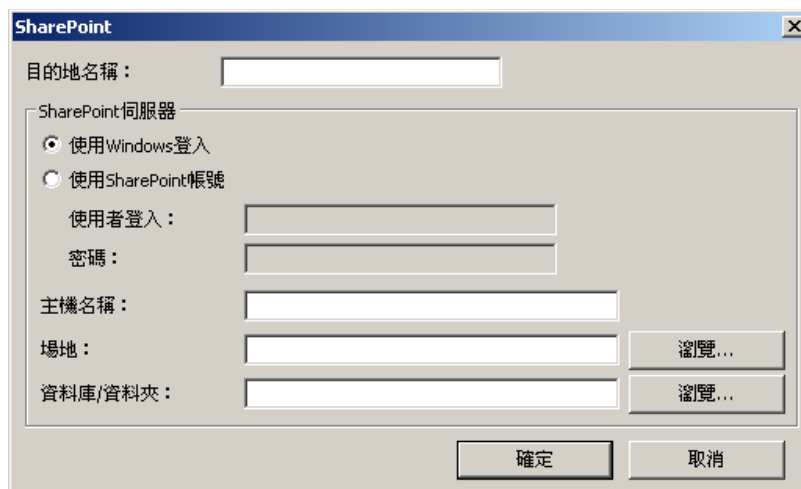 SharePoint
目的地名稱：
SharePoint伺服器
使用Windows登入
使用SharePoint帳號
使用者登入：
密碼：
主機名稱：
場地：
瀏覽...
資料庫/資料夾：
瀏覽...
確定
取消